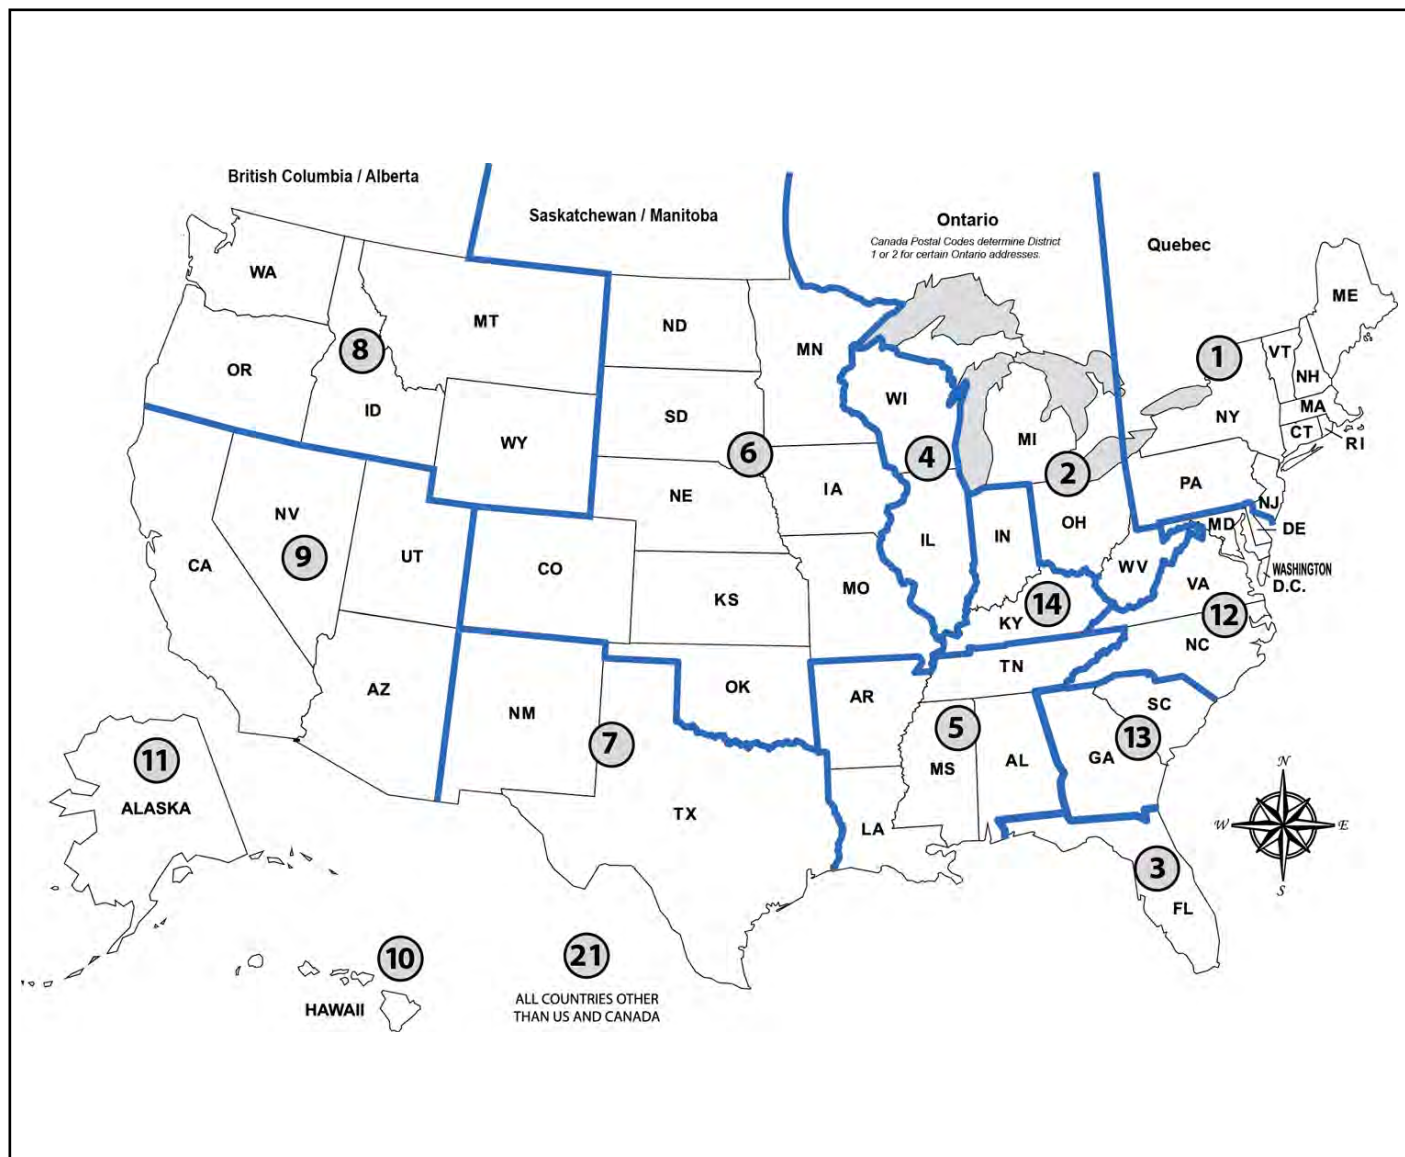 British Columbia / Alberta
Saskatchewan / Manitoba
Ontario
Canada Postal Codes determine District
1 or 2 for certain Ontario addresses.
Quebec
WA
MT
ND
MN
ME
OR
8
ID
WY
SD
WI
MI
1
VT
NH
NY
MA
CT
RI
6
4
2
NV
NE
IA
PA
NJ
CA
9
UT
CO
IL
IN
OH
MD
DE
WV
WASHINGTON
D.C.
VA
KS
MO
14
KY
12
NC
AZ
NM
OK
AR
TN
SC
7
5
13
MS
AL
GA
11
ALASKA
TX
LA
N
W
E
S
3
FL
10
HAWAII
21
ALL COUNTRIES OTHER
THAN US AND CANADA